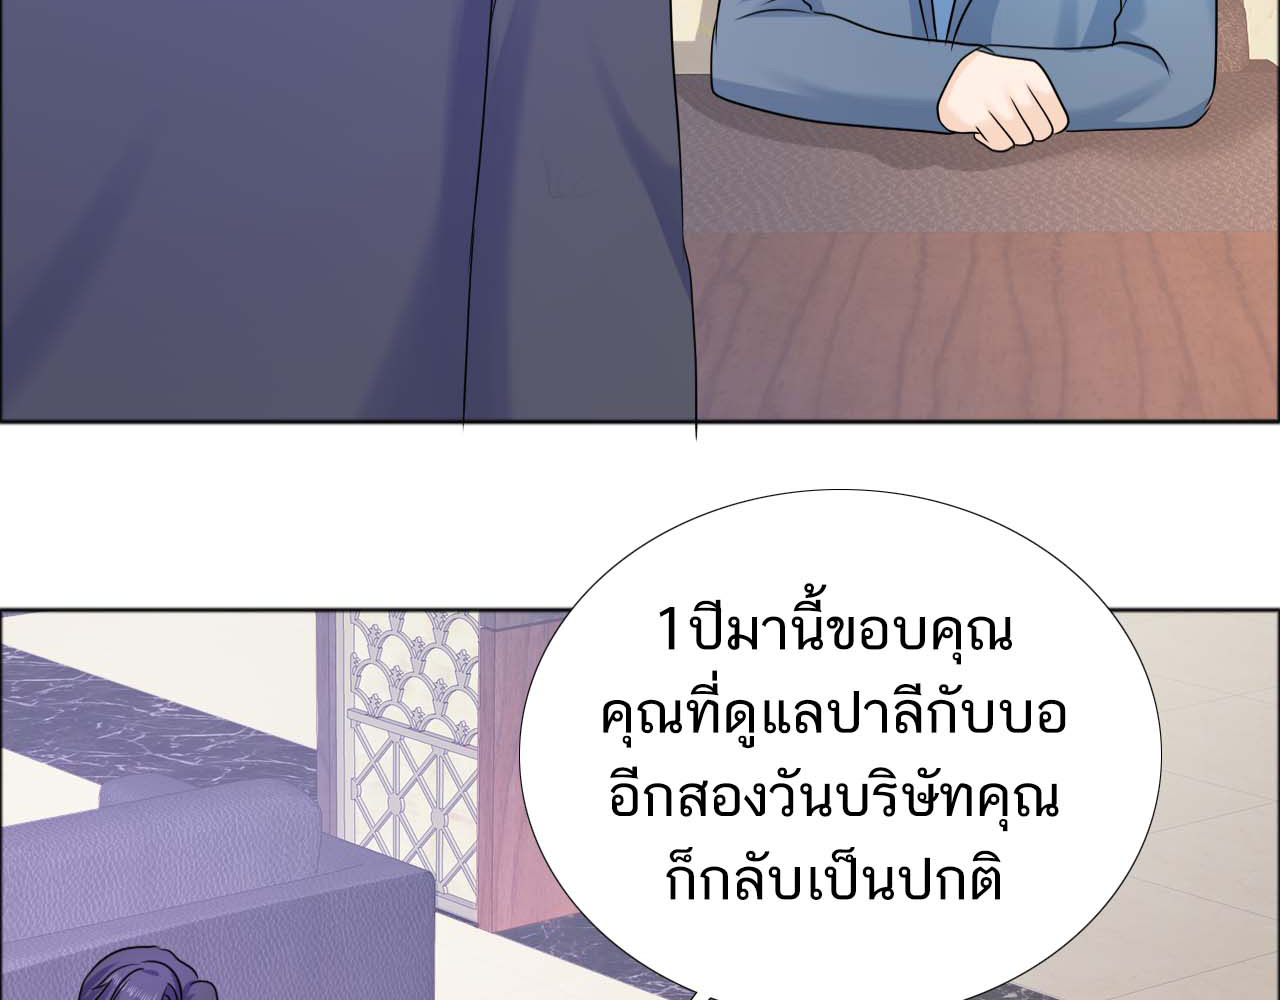 1ปีมานี้ขอบคุณ
คุณที่ดูแลปาลีกับบอ
อีกสองวันบริษัทคุณ
ก็กลับเป็นปกติ